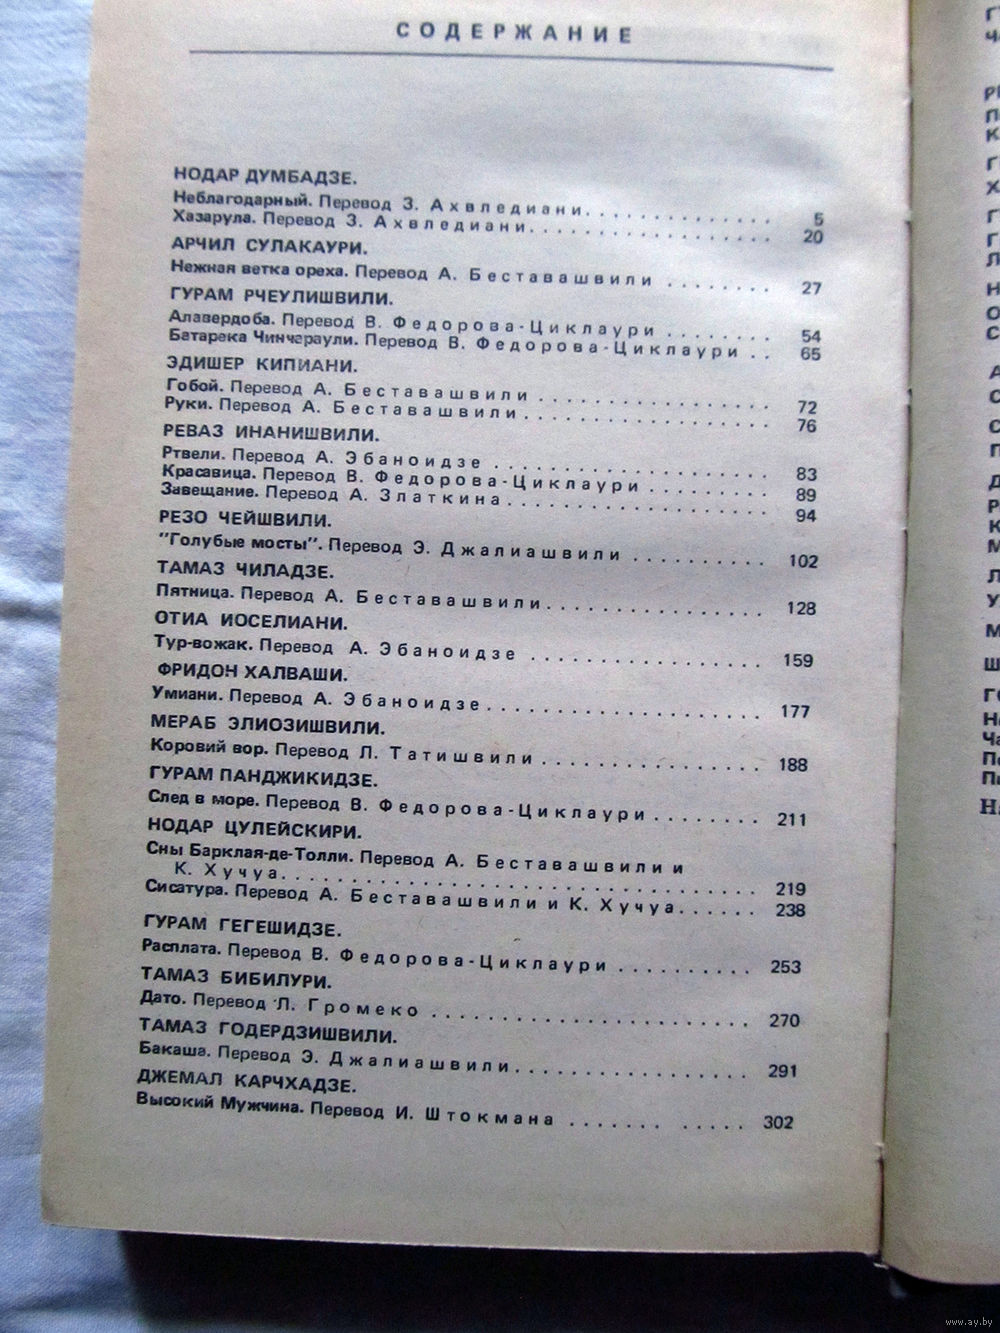 СОДЕРЖАНИЕ
НОДАР ДУМБАДЗЕ.
Неблагодарный. Перевод З. Ахвледиани. . . . . . . . . . . . . 5
Хазарула. Перевод З. Ахвледиани. . . . . . . . . . . . . . . . . 20
АРЧИЛ СУЛАКАУРИ.
Нежная ветка ореха. Перевод А. Беставашвили . . . . . . . . 27
ГУРАМ РЧЕУЛИШВИЛИ.
Алавердоба. Перевод В. Федорова-Циклаури . . . . . . . . 54
Батарека Чинчараули. Перевод В. Федорова-Циклаури . . 65
ЭДИШЕР КИПИАНИ.
Гобой. Перевод А. Беставашвили . . . . . . . . . . . . . . . . . 72
Руки. Перевод А. Беставашвили . . . . . . . . . . . . . . . . . . 76
РЕВАЗ ИНАНИШВИЛИ.
Ртвели. Перевод А. Эбаноидзе . . . . . . . . . . . . . . . . . . . 83
Красавица. Перевод В. Федорова-Циклаури . . . . . . . . . 89
Завещание. Перевод А. Златкина . . . . . . . . . . . . . . . . . . 94
РЕЗО ЧЕЙШВИЛИ.
"Голубые мосты". Перевод Э. Джалиашвили . . . . . . . . . . 102
ТАМАЗ ЧИЛАДЗЕ.
Пятница. Перевод А. Беставашвили. . . . . . . . . . . . . . . . 128
ОТИА ИОСЕЛИАНИ.
Тур-вожак. Перевод А. Эбаноидзе . . . . . . . . . . . . . . . . . 159
ФРИДОН ХАЛВАШИ.
Умиани. Перевод А. Эбаноидзе . . . . . . . . . . . . . . . . . . . 177
МЕРАБ ЭЛИОЗИШВИЛИ.
Коровий вор. Перевод Л. Татишвили . . . . . . . . . . . . . . . 188
ГУРАМ ПАНДЖИКИДЗЕ.
След в море. Перевод В. Федорова-Циклаури . . . . . . . . 211
НОДАР ЦУЛЕЙСКИРИ.
Сны Барклая-де-Толли. Перевод А. Беставашвили и
К. Хучуа. . . . . . . . . . . . . . . . . . . . . . . . . . . . . . . . . 219
Сисатура. Перевод А. Беставашвили и К. Хучуа. . . . . . 238
ГУРАМ ГЕГЕШИДЗЕ.
Расплата. Перевод В. Федорова-Циклаури . . . . . . . . . . 253
ТАМАЗ БИБИЛУРИ.
Дато. Перевод Л. Громеко . . . . . . . . . . . . . . . . . . . . . . 270
ТАМАЗ ГОДЕРДЗИШВИЛИ.
Бакаша. Перевод Э. Джалиашвили. . . . . . . . . . . . . . . . . 291
ДЖЕМАЛ КАРЧХАДЗЕ.
Высокий Мужчина. Перевод И. Штокмана . . . . . . . . . . . . 302
www.ay.by